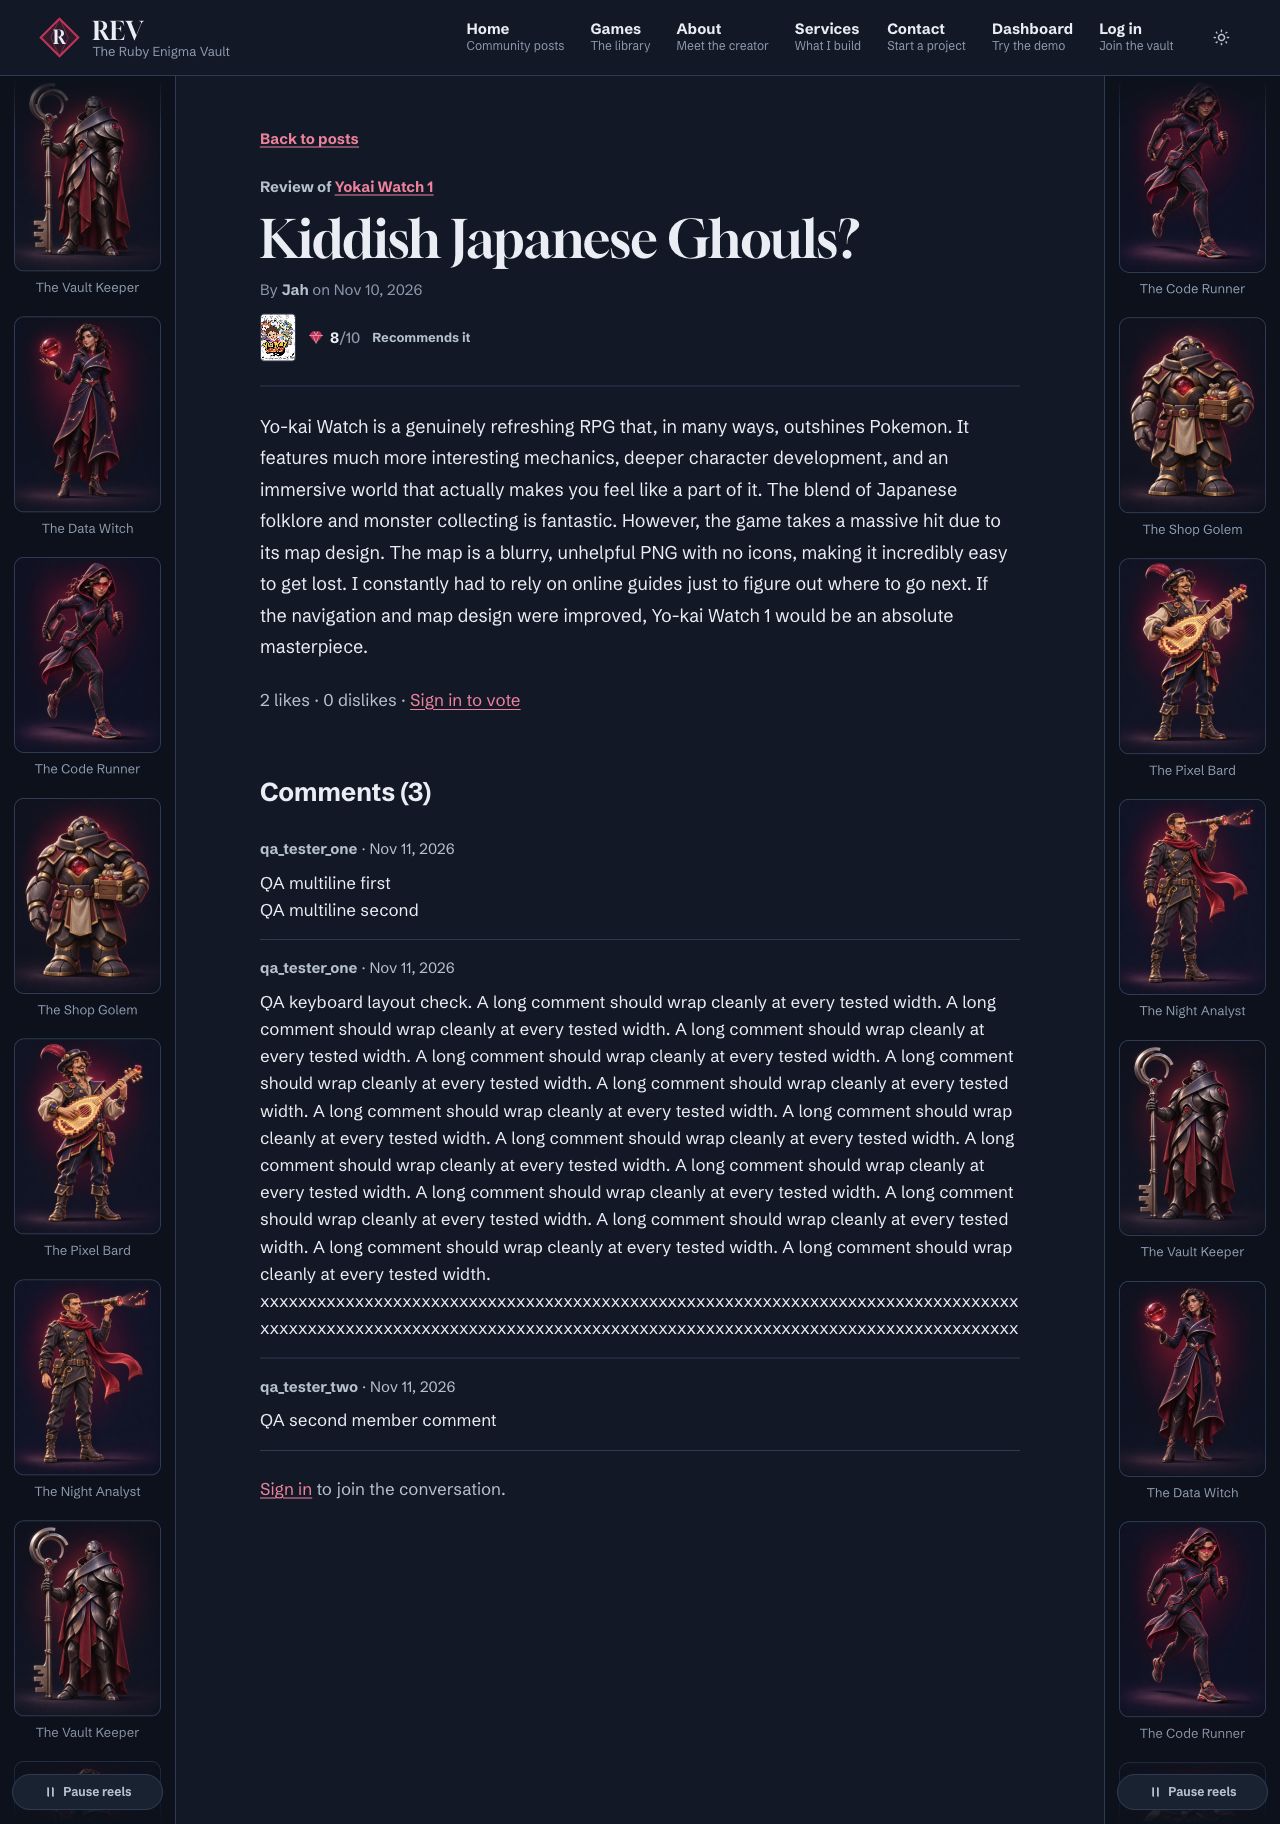 R
REV
The Ruby Enigma Vault
Home
Community posts
Games
The library
About
Meet the creator
Services
What I build
Contact
Start a project
Dashboard
Try the demo
Log in
Join the vault
The Vault Keeper
The Data Witch
The Code Runner
The Shop Golem
The Pixel Bard
The Night Analyst
The Vault Keeper
Pause reels
Back to posts
Review of Yokai Watch 1
Kiddish Japanese Ghouls?
By Jah on Nov 10, 2026
8/10 Recommends it
Yo-kai Watch is a genuinely refreshing RPG that, in many ways, outshines Pokemon. It
features much more interesting mechanics, deeper character development, and an
immersive world that actually makes you feel like a part of it. The blend of Japanese
folklore and monster collecting is fantastic. However, the game takes a massive hit due to
its map design. The map is a blurry, unhelpful PNG with no icons, making it incredibly easy
to get lost. I constantly had to rely on online guides just to figure out where to go next. If
the navigation and map design were improved, Yo-kai Watch 1 would be an absolute
masterpiece.
2 likes · 0 dislikes · Sign in to vote
Comments (3)
qa_tester_one · Nov 11, 2026
QA multiline first
QA multiline second
qa_tester_one · Nov 11, 2026
QA keyboard layout check. A long comment should wrap cleanly at every tested width. A long
comment should wrap cleanly at every tested width. A long comment should wrap cleanly at
every tested width. A long comment should wrap cleanly at every tested width. A long comment
should wrap cleanly at every tested width. A long comment should wrap cleanly at every tested
width. A long comment should wrap cleanly at every tested width. A long comment should wrap
cleanly at every tested width. A long comment should wrap cleanly at every tested width. A long
comment should wrap cleanly at every tested width. A long comment should wrap cleanly at
every tested width. A long comment should wrap cleanly at every tested width. A long comment
should wrap cleanly at every tested width. A long comment should wrap cleanly at every tested
width. A long comment should wrap cleanly at every tested width. A long comment should wrap
cleanly at every tested width.
xxxxxxxxxxxxxxxxxxxxxxxxxxxxxxxxxxxxxxxxxxxxxxxxxxxxxxxxxxxxxxxxxxxxxxxxxxxxxxxx
xxxxxxxxxxxxxxxxxxxxxxxxxxxxxxxxxxxxxxxxxxxxxxxxxxxxxxxxxxxxxxxxxxxxxxxxxxxxxxxx
qa_tester_two · Nov 11, 2026
QA second member comment
Sign in to join the conversation.
The Code Runner
The Shop Golem
The Pixel Bard
The Night Analyst
The Vault Keeper
The Data Witch
The Code Runner
Pause reels